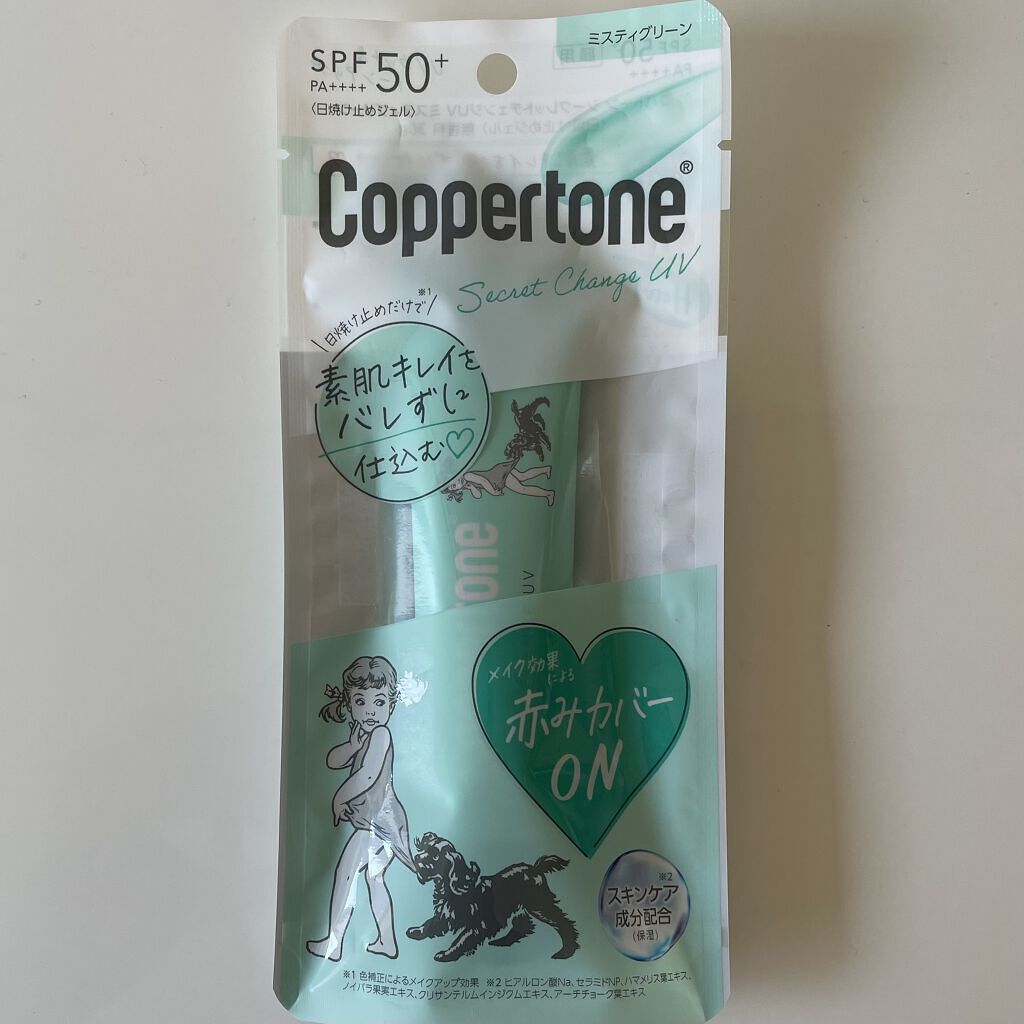 ミスティグリーン
SPF 50+
PA++++
〈日焼け止めジェル〉
Coppertone®
Secret Change UV
\日焼け止めだけで※1/
素肌キレイを
バレずに
仕込む♡
tone
UV
メイク効果
による
赤みカバー
ON
※2
スキンケア
成分配合
(保湿)
※1 色補正によるメイクアップ効果 ※2 ヒアルロン酸Na、セラミドNP、ハマメリス葉エキス、
ノイバラ果実エキス、クリサンテルムインジクムエキス、アーチチョーク葉エキス